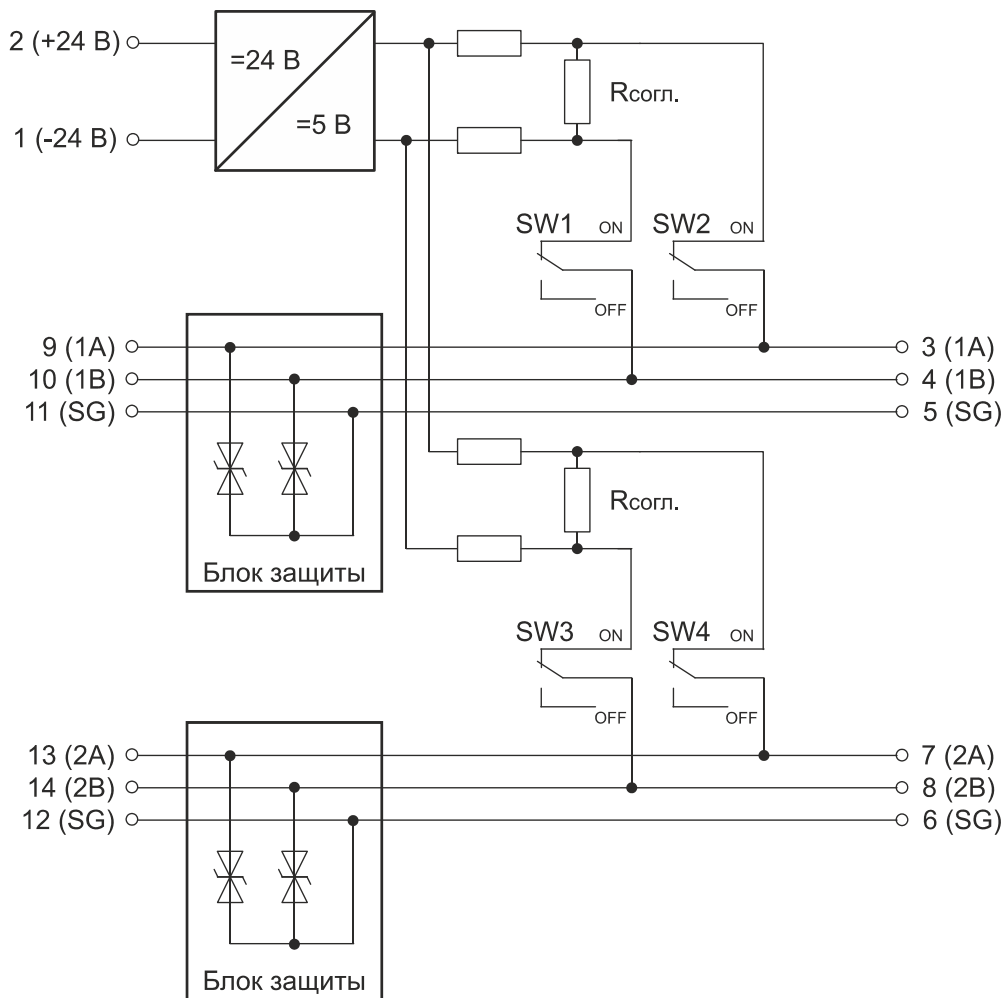 2 (+24 В)
=24 В
=5 В
1 (-24 В)
Rсогл.
SW1 ON
SW2 ON
OFF
OFF
9 (1A)
3 (1A)
10 (1B)
4 (1B)
11 (SG)
5 (SG)
Rсогл.
Блок защиты
SW3 ON
SW4 ON
OFF
OFF
13 (2A)
7 (2A)
14 (2B)
8 (2B)
12 (SG)
6 (SG)
Блок защиты